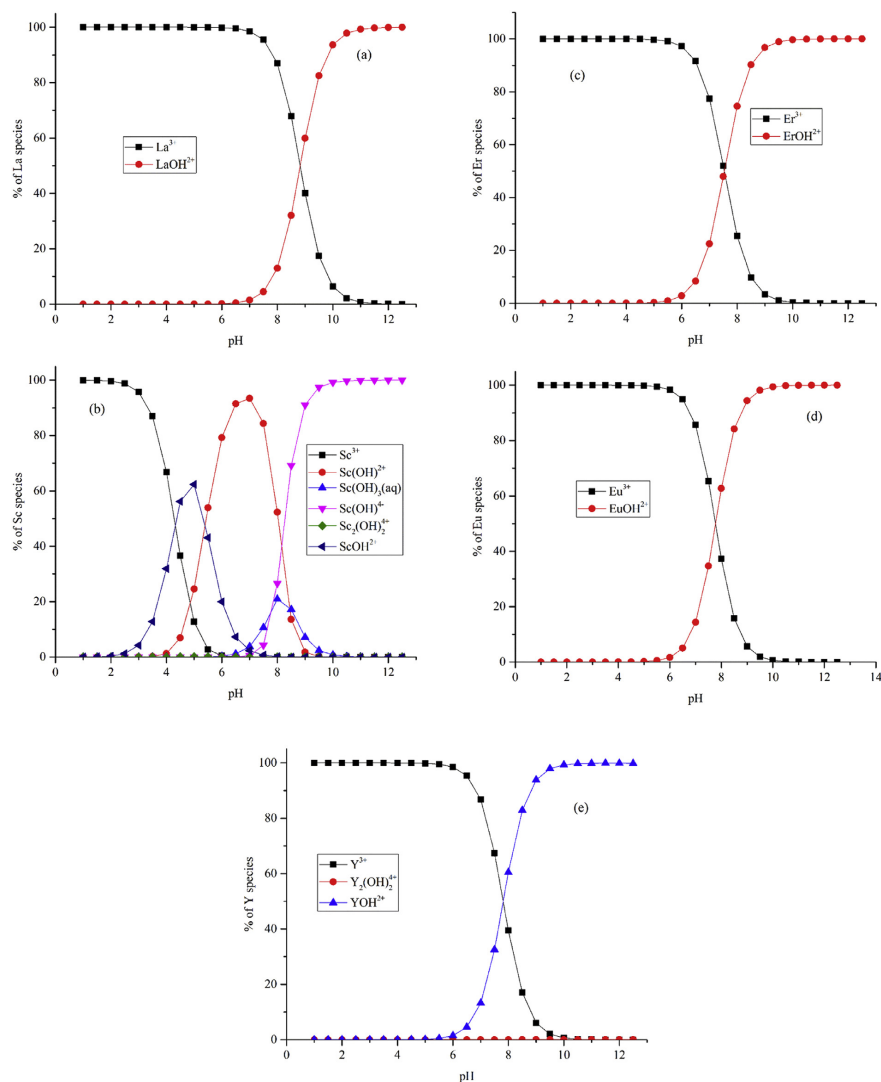 (a)
% of La species
100
80
60
40
20
0
La³⁺
LaOH²⁺
0 2 4 6 8 10 12
pH
(c)
% of Er species
100
80
60
40
20
0
Er³⁺
ErOH²⁺
0 2 4 6 8 10 12
pH
(b)
% of Sc species
100
80
60
40
20
0
Sc³⁺
Sc(OH)²⁺
Sc(OH)₃(aq)
Sc(OH)⁴⁻
Sc₂(OH)₂⁴⁺
ScOH²⁺
0 2 4 6 8 10 12
pH
(d)
% of Eu species
100
80
60
40
20
0
Eu³⁺
EuOH²⁺
0 2 4 6 8 10 12 14
pH
(e)
% of Y species
100
80
60
40
20
0
Y³⁺
Y₂(OH)₂⁴⁺
YOH²⁺
0 2 4 6 8 10 12
pH